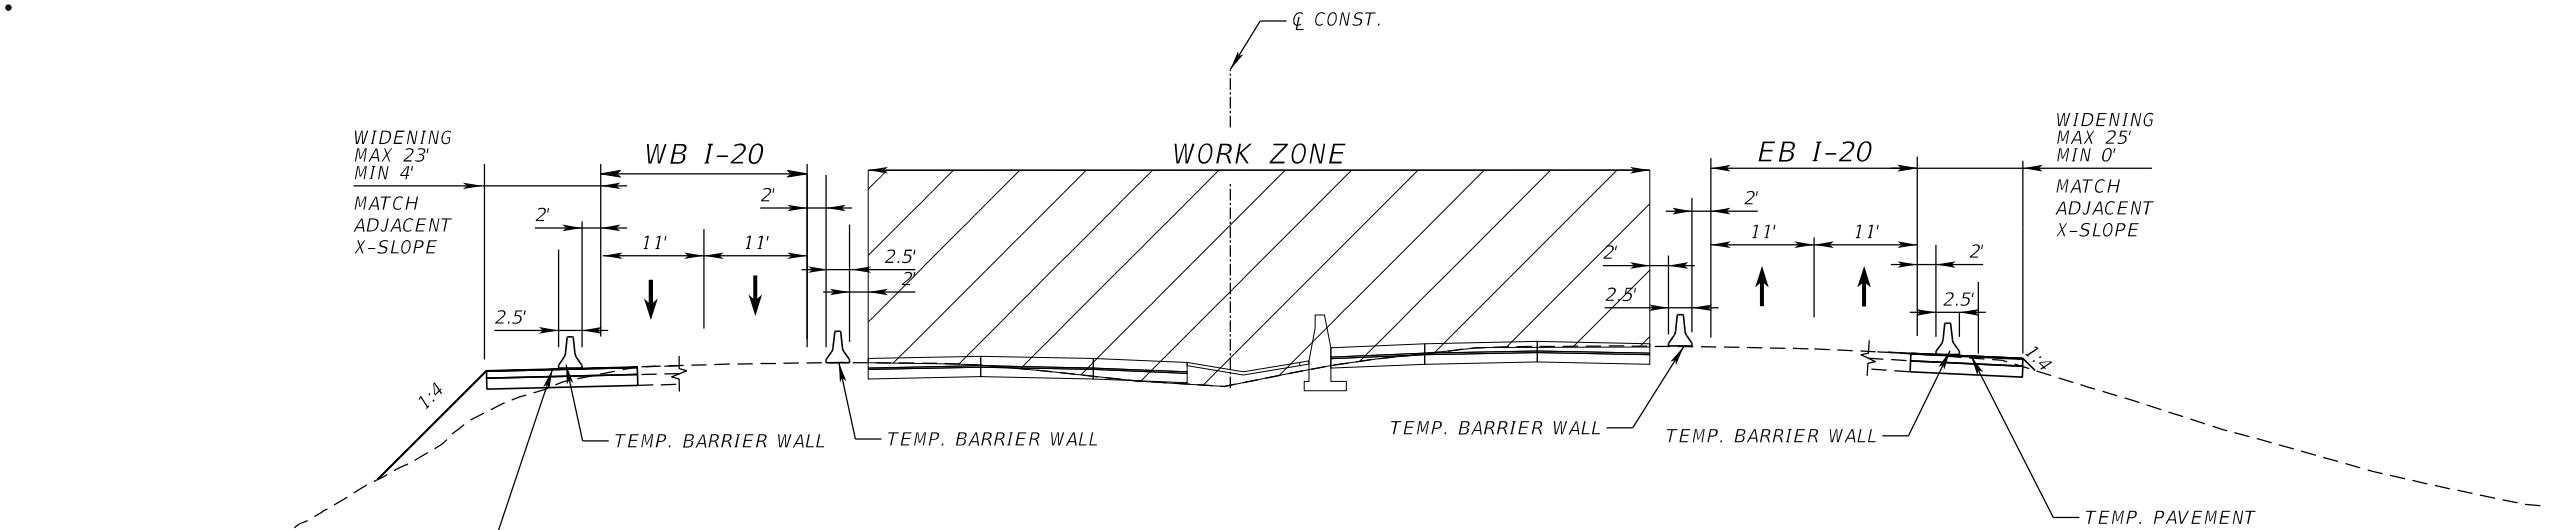 ℄ CONST.
WIDENING
MAX 23'
MIN 4'
MATCH
ADJACENT
X-SLOPE
WB I-20
2'
2'
11'
11'
2.5'
2.5'
2'
WORK ZONE
EB I-20
2'
2'
2.5'
11'
11'
2'
2.5'
WIDENING
MAX 25'
MIN 0'
MATCH
ADJACENT
X-SLOPE
1:4
1:4
TEMP. BARRIER WALL
TEMP. BARRIER WALL
TEMP. BARRIER WALL
TEMP. BARRIER WALL
TEMP. PAVEMENT